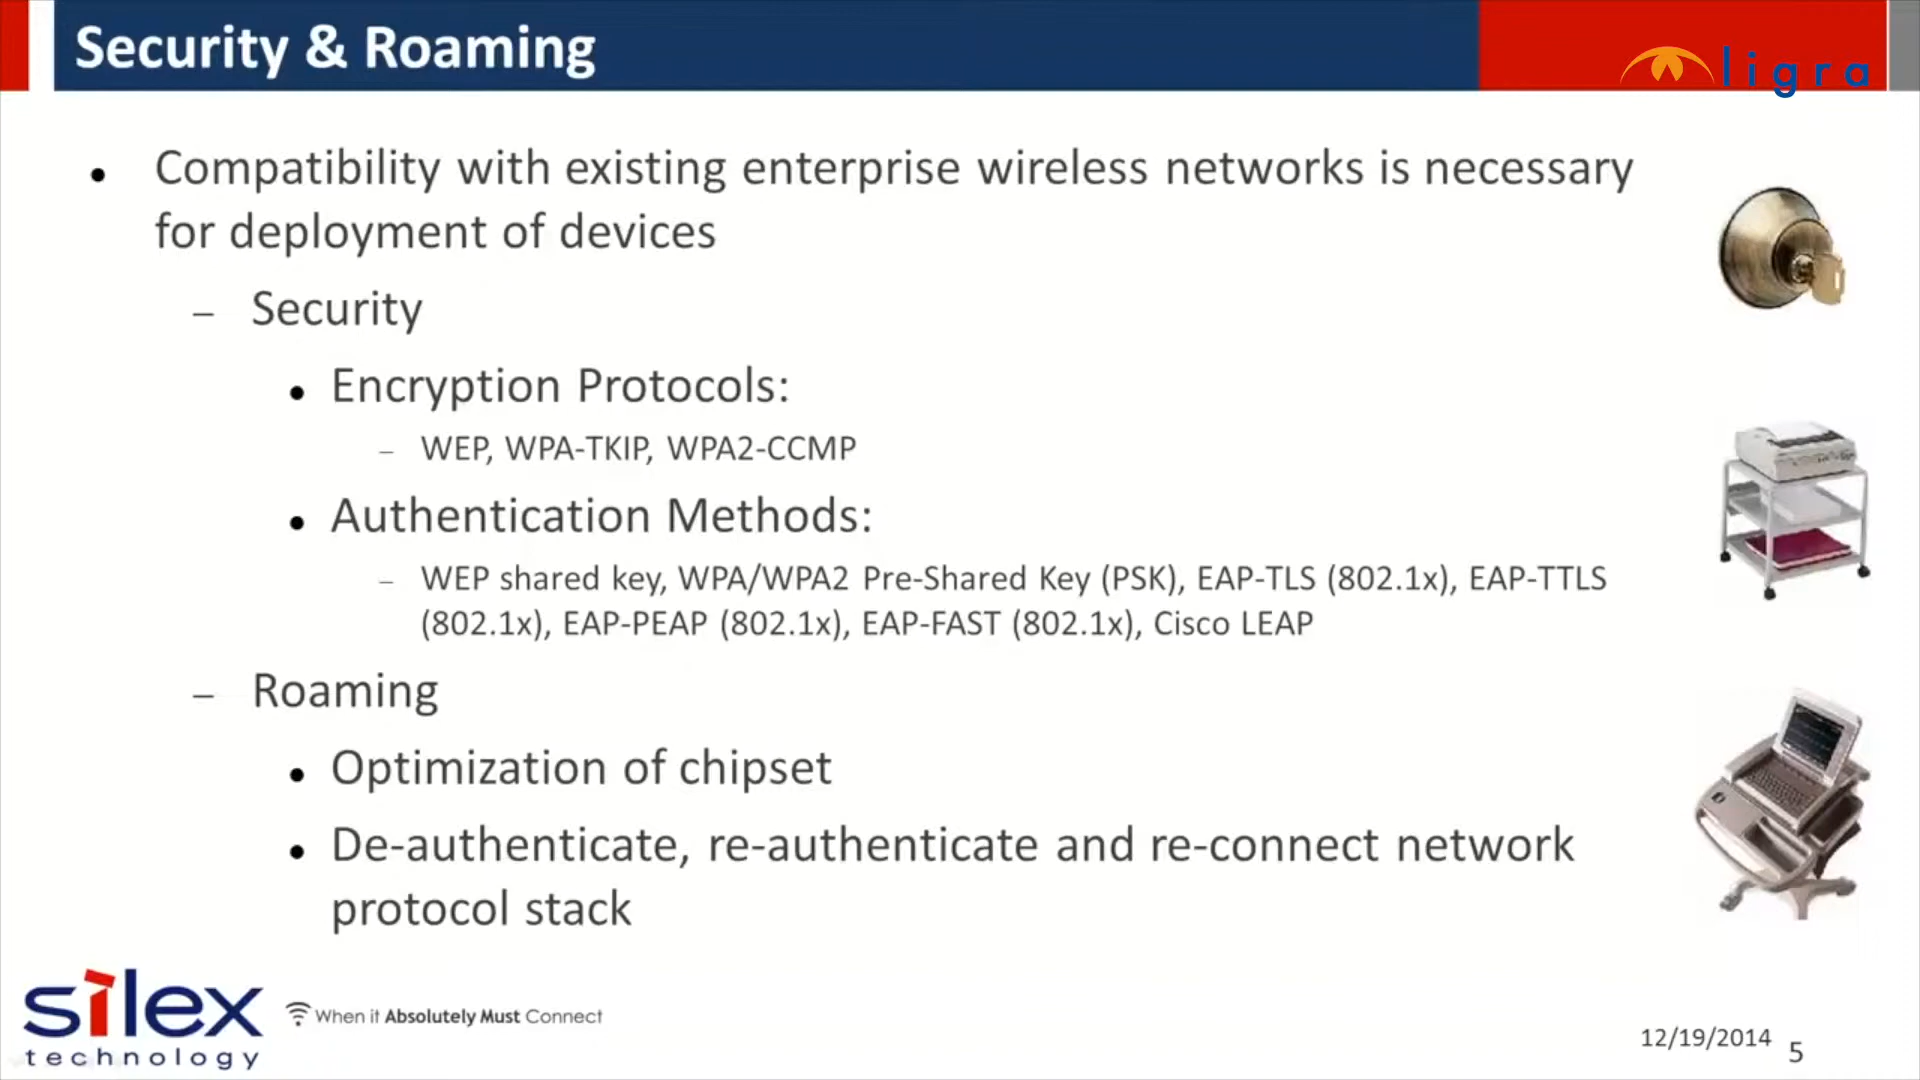 Security & Roaming
ligra
• Compatibility with existing enterprise wireless networks is necessary
for deployment of devices
– Security
• Encryption Protocols:
– WEP, WPA-TKIP, WPA2-CCMP
• Authentication Methods:
– WEP shared key, WPA/WPA2 Pre-Shared Key (PSK), EAP-TLS (802.1x), EAP-TTLS
(802.1x), EAP-PEAP (802.1x), EAP-FAST (802.1x), Cisco LEAP
– Roaming
• Optimization of chipset
• De-authenticate, re-authenticate and re-connect network
protocol stack
silex
technology
When it Absolutely Must Connect
12/19/2014
5